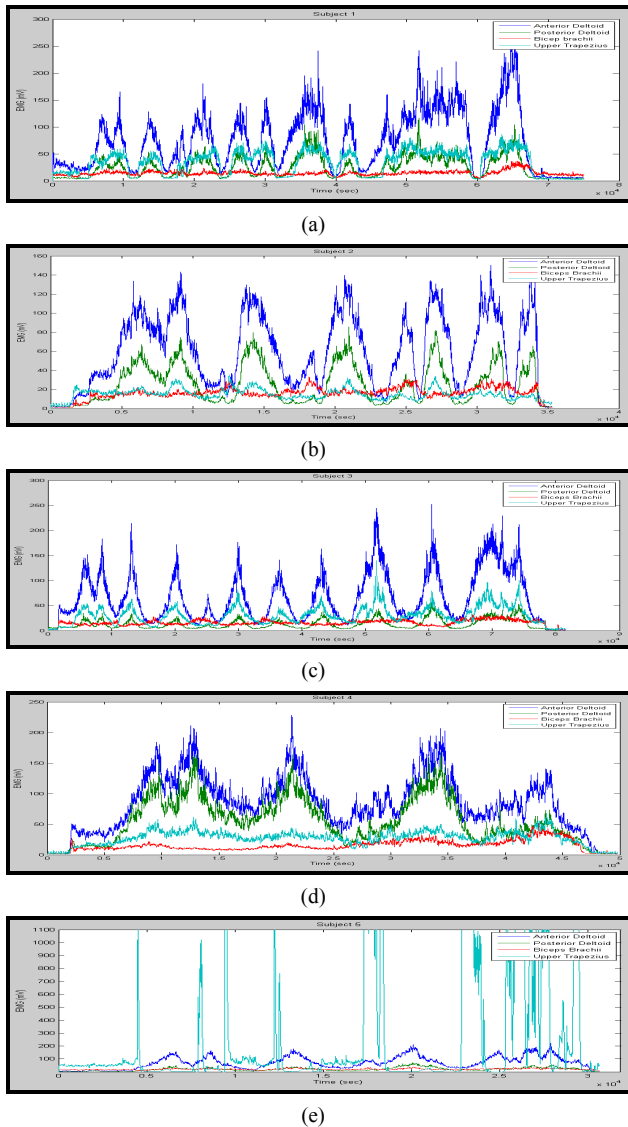 Subject 1
Anterior Deltoid
Posterior Deltoid
Bicep brachii
Upper Trapezius
EMG [mV]
300
250
200
150
100
50
0
0 1 2 3 4 5 6 7 8
Time (sec)
x 10⁴
(a)
Subject 2
Anterior Deltoid
Posterior Deltoid
Biceps Brachii
Upper Trapezius
EMG [mV]
160
140
120
100
80
60
40
20
0
0 0.5 1 1.5 2 2.5 3 3.5 4
Time (sec)
x 10⁴
(b)
Subject 3
Anterior Deltoid
Posterior Deltoid
Biceps Brachii
Upper Trapezius
EMG [mV]
300
250
200
150
100
50
0
0 1 2 3 4 5 6 7 8 9
Time (sec)
x 10⁴
(c)
Subject 4
Anterior Deltoid
Posterior Deltoid
Biceps Brachii
Upper Trapezius
EMG [mV]
250
200
150
100
50
0
0 0.5 1 1.5 2 2.5 3 3.5 4 4.5 5
Time (sec)
x 10⁴
(d)
Subject 5
Anterior Deltoid
Posterior Deltoid
Biceps Brachii
Upper Trapezius
EMG [mV]
1100
1000
900
800
700
600
500
400
300
200
100
0 0.5 1 1.5 2 2.5 3
Time (sec)
x 10⁴
(e)